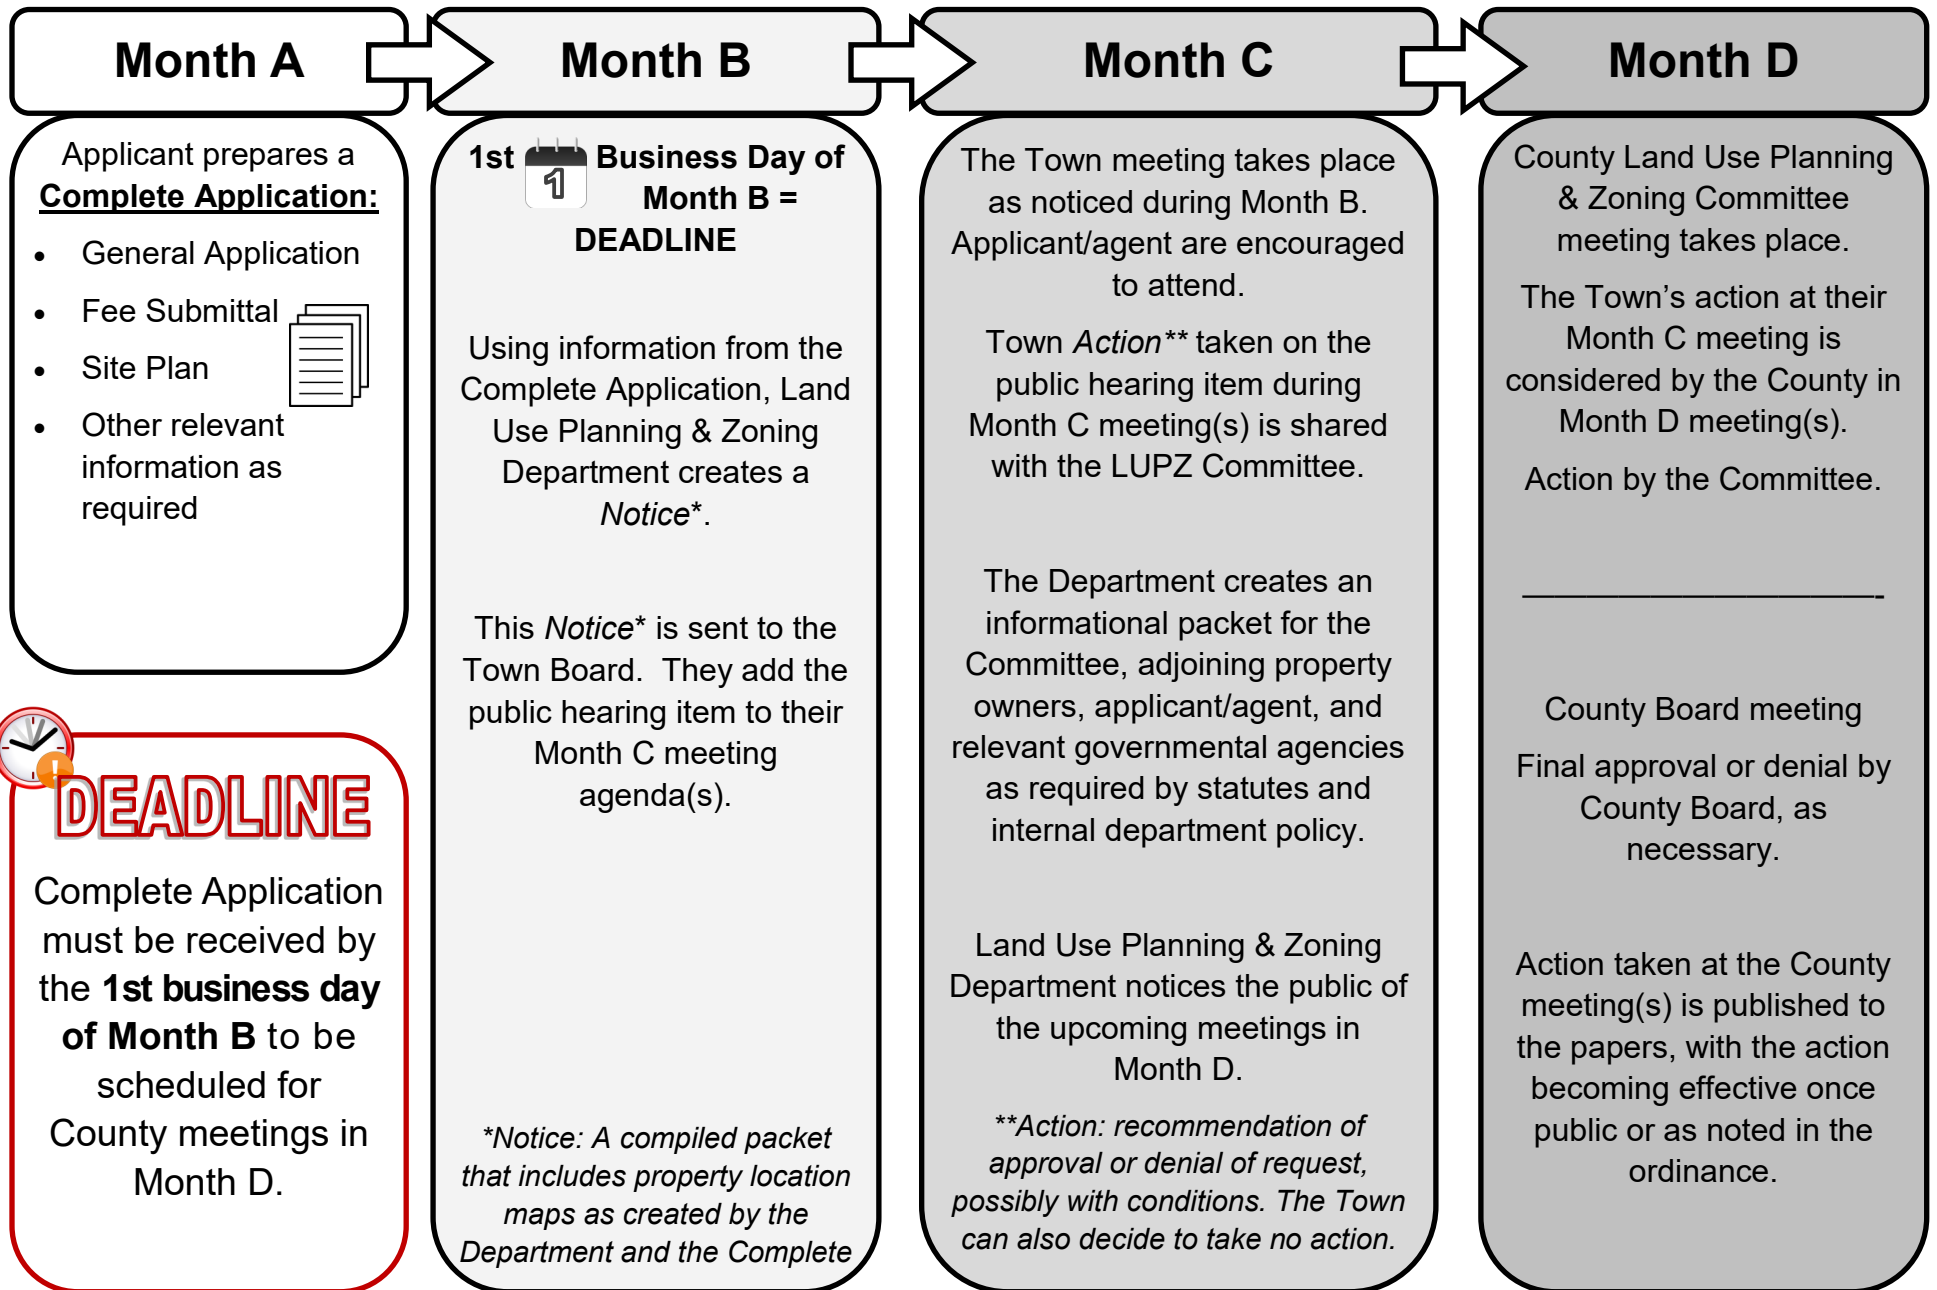 Month A
Month B
Month C
Month D
Applicant prepares a
Complete Application:
• General Application
• Fee Submittal
• Site Plan
• Other relevant
information as
required
DEADLINE
Complete Application
must be received by
the 1st business day
of Month B to be
scheduled for
County meetings in
Month D.
1st 1 Business Day of
Month B =
DEADLINE
Using information from the
Complete Application, Land
Use Planning & Zoning
Department creates a
Notice*.
This Notice* is sent to the
Town Board.  They add the
public hearing item to their
Month C meeting
agenda(s).
*Notice: A compiled packet
that includes property location
maps as created by the
Department and the Complete
The Town meeting takes place
as noticed during Month B.
Applicant/agent are encouraged
to attend.
Town Action** taken on the
public hearing item during
Month C meeting(s) is shared
with the LUPZ Committee.
The Department creates an
informational packet for the
Committee, adjoining property
owners, applicant/agent, and
relevant governmental agencies
as required by statutes and
internal department policy.
Land Use Planning & Zoning
Department notices the public of
the upcoming meetings in
Month D.
**Action: recommendation of
approval or denial of request,
possibly with conditions. The Town
can also decide to take no action.
County Land Use Planning
& Zoning Committee
meeting takes place.
The Town’s action at their
Month C meeting is
considered by the County in
Month D meeting(s).
Action by the Committee.
———————————-
County Board meeting
Final approval or denial by
County Board, as
necessary.
Action taken at the County
meeting(s) is published to
the papers, with the action
becoming effective once
public or as noted in the
ordinance.